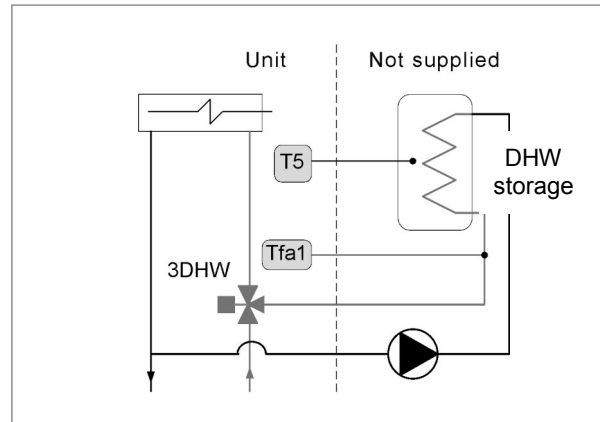 Unit
Not supplied
T5
DHW
storage
Tfa1
3DHW